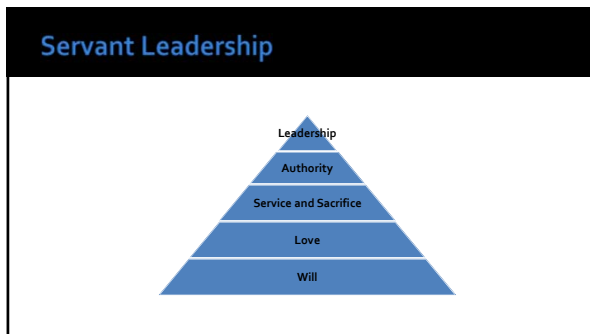 Servant Leadership
Leadership
Authority
Service and Sacrifice
Love
Will